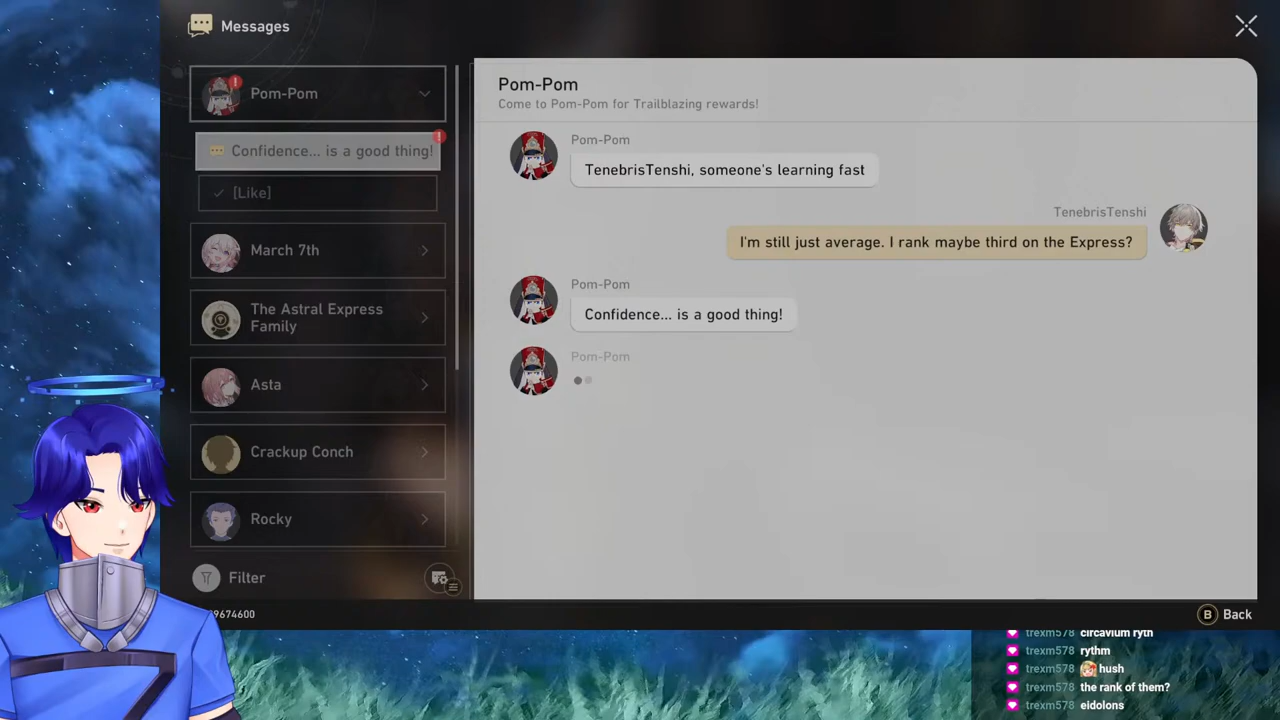 Messages
Pom-Pom
Confidence... is a good thing!
[Like]
March 7th
The Astral Express
Family
Asta
Crackup Conch
Rocky
Filter
9674600
Pom-Pom
Come to Pom-Pom for Trailblazing rewards!
Pom-Pom
TenebrisTenshi, someone's learning fast
TenebrisTenshi
I'm still just average. I rank maybe third on the Express?
Pom-Pom
Confidence... is a good thing!
Pom-Pom
B Back
trexm578 circavium ryth
trexm578 rythm
trexm578 hush
trexm578 the rank of them?
trexm578 eidolons